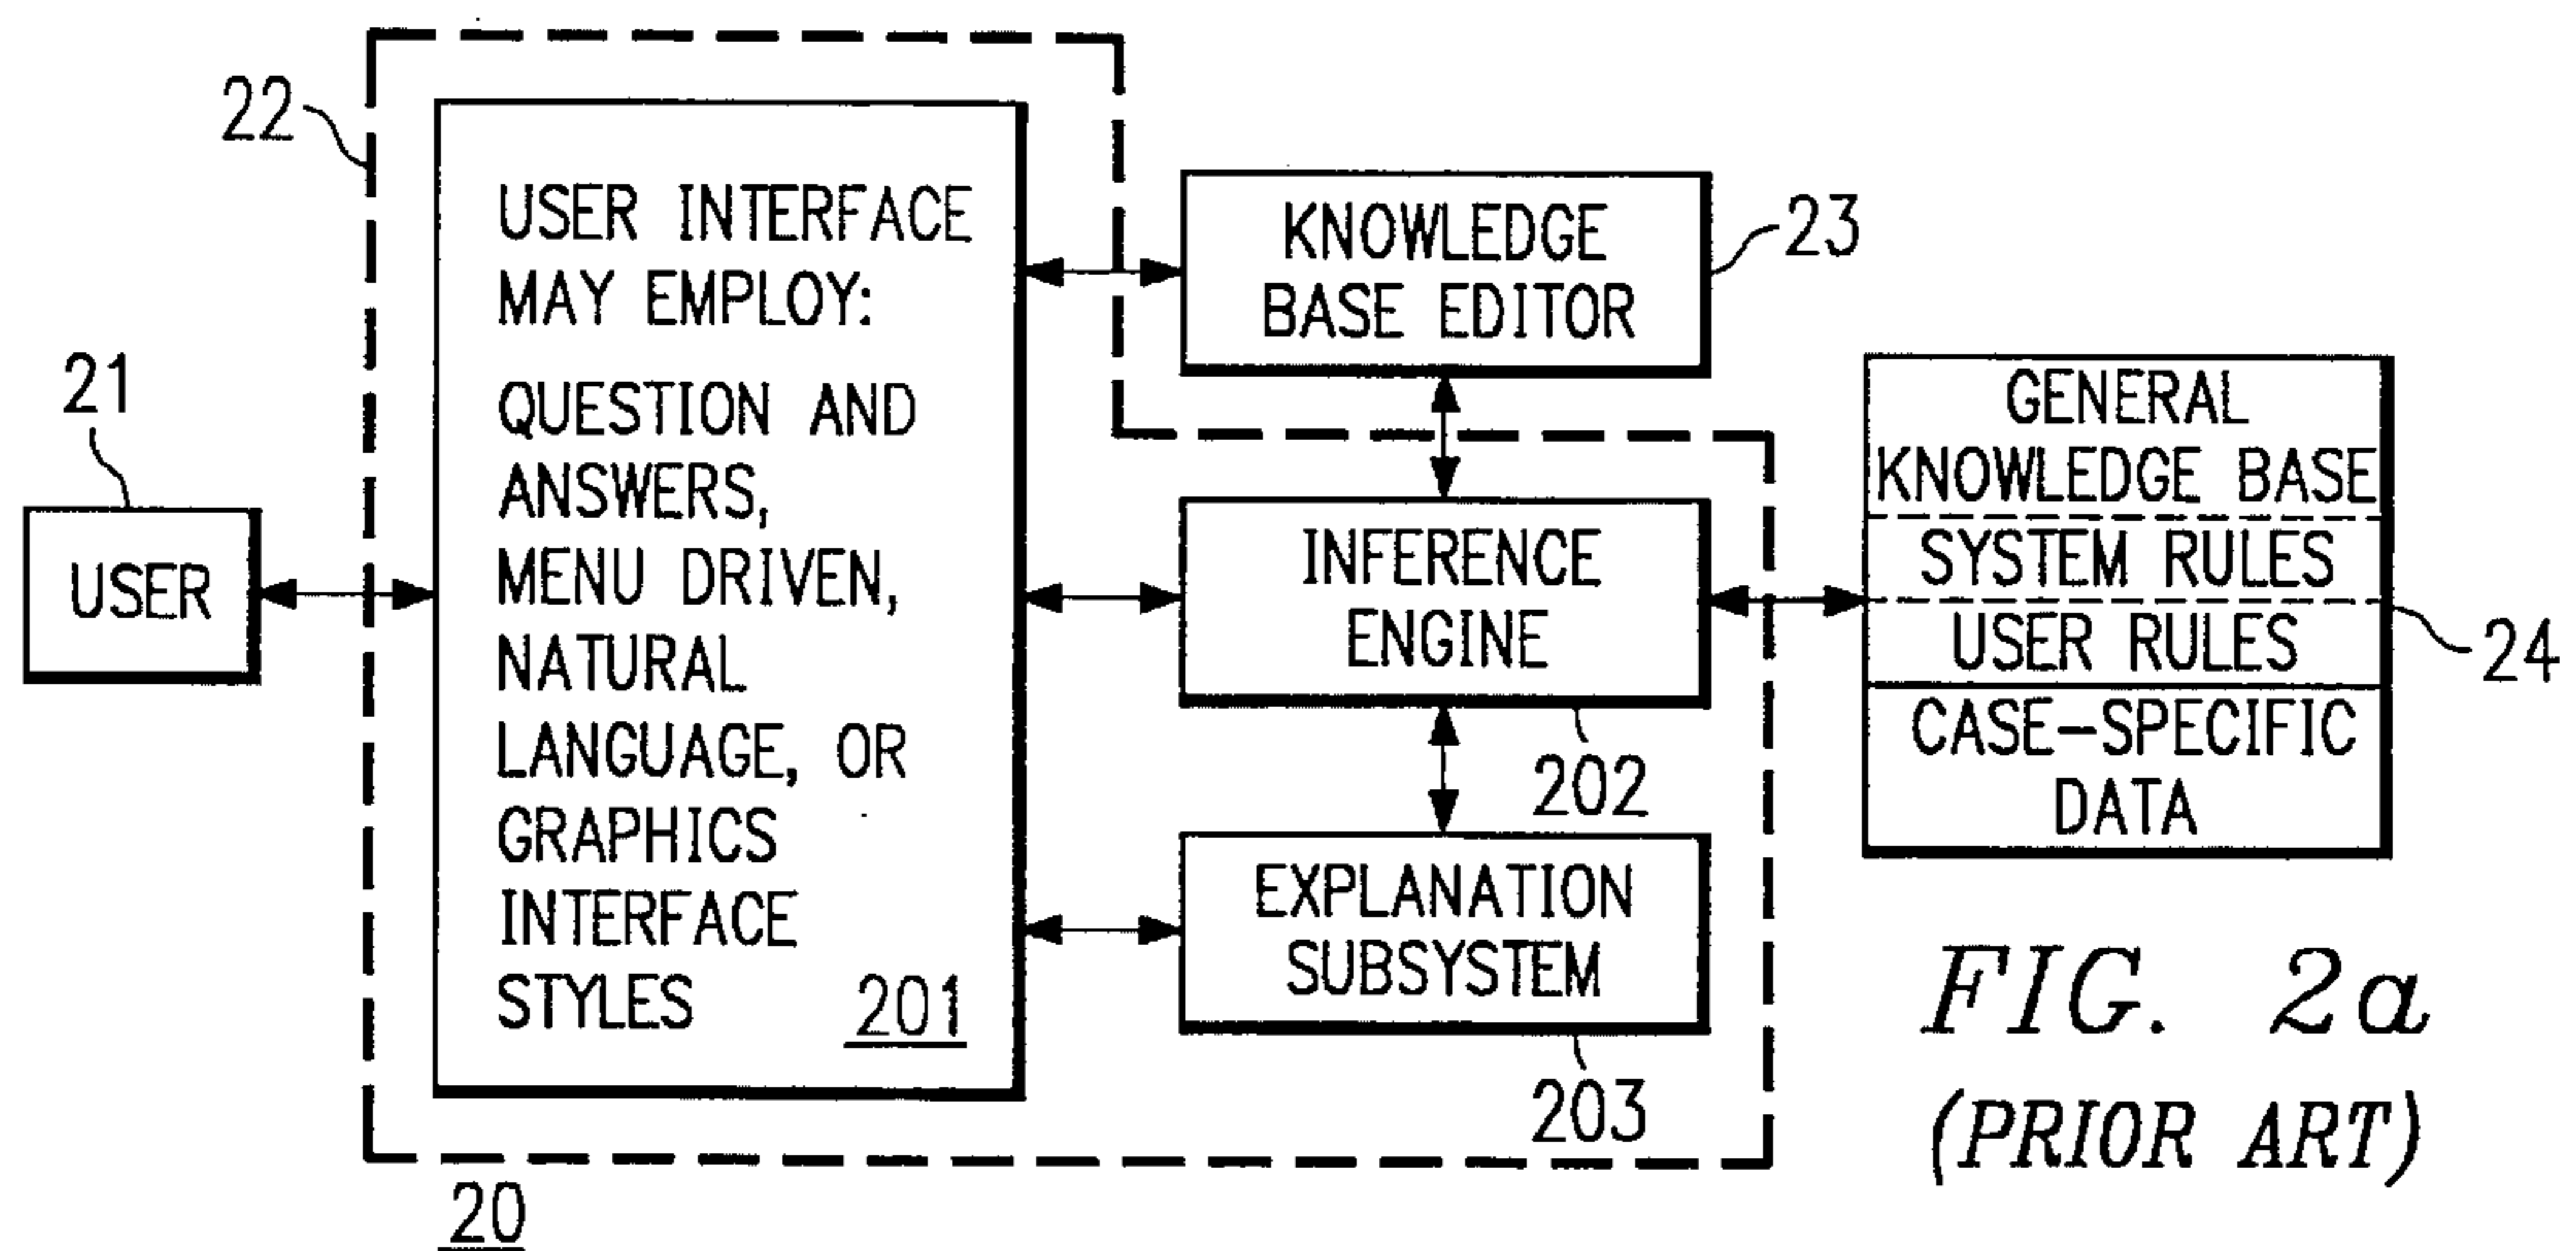 22
USER INTERFACE
MAY EMPLOY:
QUESTION AND
ANSWERS,
MENU DRIVEN,
NATURAL
LANGUAGE, OR
GRAPHICS
INTERFACE
STYLES
201
21
USER
KNOWLEDGE
BASE EDITOR
23
INFERENCE
ENGINE
202
EXPLANATION
SUBSYSTEM
203
GENERAL
KNOWLEDGE BASE
SYSTEM RULES
USER RULES
CASE-SPECIFIC
DATA
24
20
FIG. 2a
(PRIOR ART)